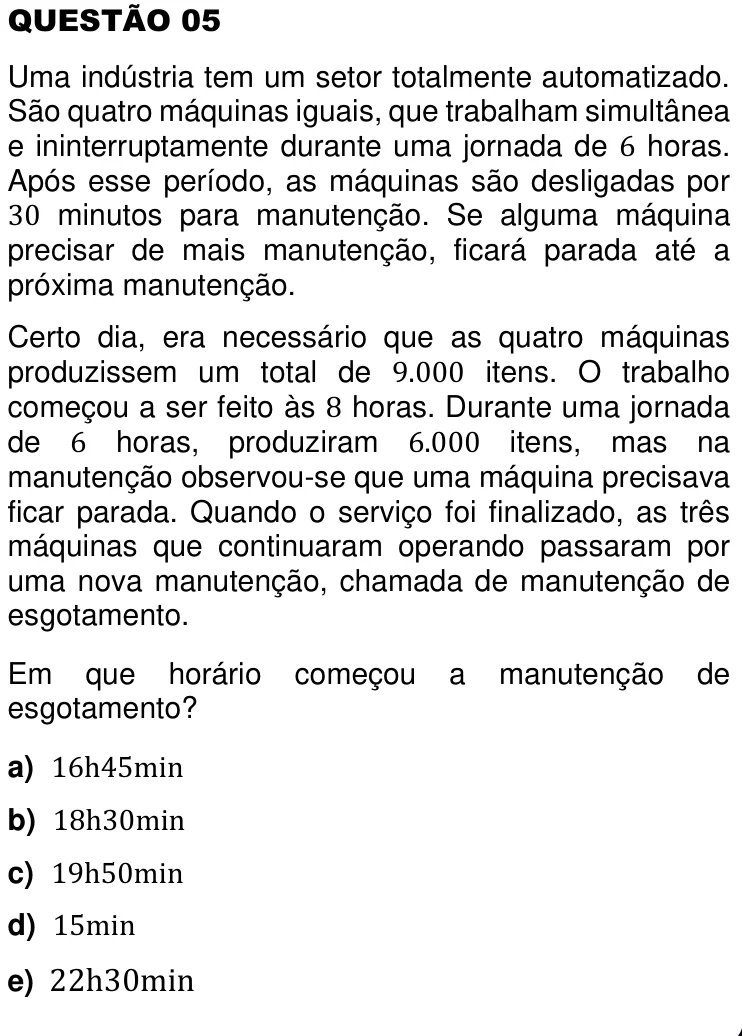 QUESTÃO 05
Uma indústria tem um setor totalmente automatizado.
São quatro máquinas iguais, que trabalham simultânea
e ininterruptamente durante uma jornada de 6 horas.
Após esse período, as máquinas são desligadas por
30 minutos para manutenção. Se alguma máquina
precisar de mais manutenção, ficará parada até a
próxima manutenção.
Certo dia, era necessário que as quatro máquinas
produzissem um total de 9.000 itens. O trabalho
começou a ser feito às 8 horas. Durante uma jornada
de 6 horas, produziram 6.000 itens, mas na
manutenção observou-se que uma máquina precisava
ficar parada. Quando o serviço foi finalizado, as três
máquinas que continuaram operando passaram por
uma nova manutenção, chamada de manutenção de
esgotamento.
Em que horário começou a manutenção de
esgotamento?
a) 16h45min
b) 18h30min
c) 19h50min
d) 15min
e) 22h30min